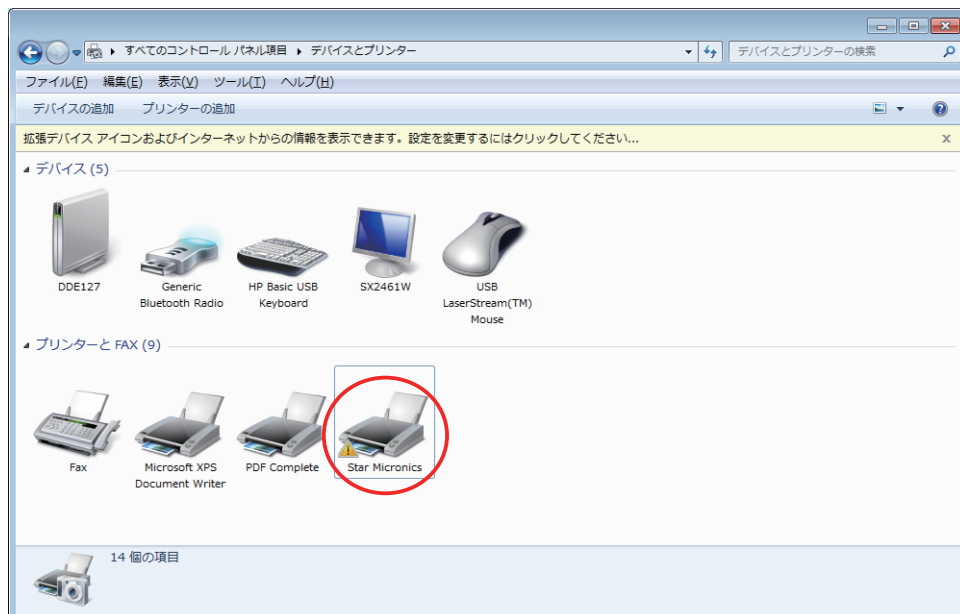 すべてのコントロール パネル項目 デバイスとプリンター
デバイスとプリンターの検索
ファイル(F) 編集(E) 表示(V) ツール(T) ヘルプ(H)
デバイスの追加 プリンターの追加
拡張デバイス アイコンおよびインターネットからの情報を表示できます。設定を変更するにはクリックしてください...
デバイス (5)
DDE127
Generic
Bluetooth Radio
HP Basic USB
Keyboard
SX2461W
USB
LaserStream(TM)
Mouse
プリンターと FAX (9)
Fax
Microsoft XPS
Document Writer
PDF Complete
Star Micronics
14 個の項目